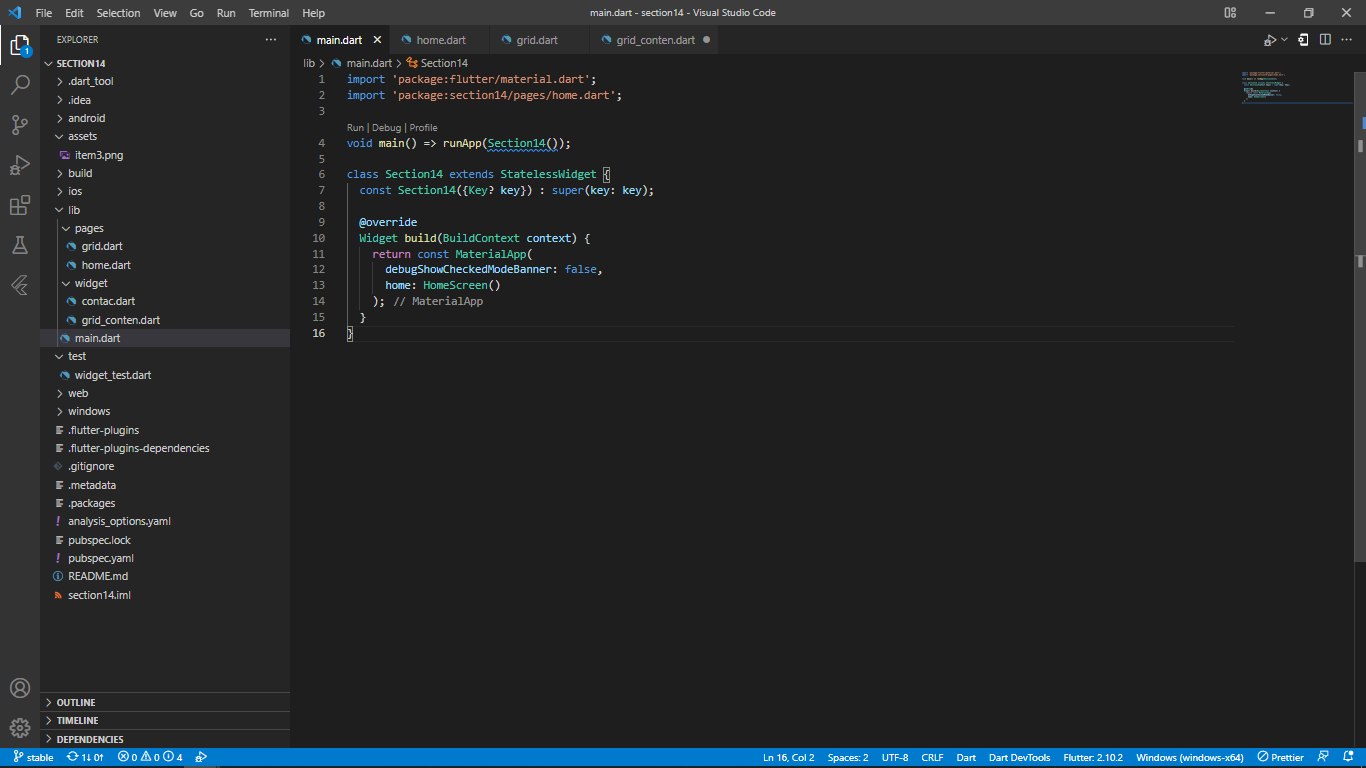 File Edit Selection View Go Run Terminal Help
main.dart - section14 - Visual Studio Code
EXPLORER
1
SECTION14
.dart_tool
.idea
android
assets
item3.png
build
ios
lib
pages
grid.dart
home.dart
widget
contac.dart
grid_conten.dart
main.dart
test
widget_test.dart
web
windows
.flutter-plugins
.flutter-plugins-dependencies
.gitignore
.metadata
.packages
analysis_options.yaml
pubspec.lock
pubspec.yaml
README.md
section14.iml
OUTLINE
TIMELINE
DEPENDENCIES
main.dart home.dart grid.dart grid_conten.dart
lib > main.dart > Section14
1 import 'package:flutter/material.dart';
2 import 'package:section14/pages/home.dart';
3
Run | Debug | Profile
4 void main() => runApp(Section14());
5
6 class Section14 extends StatelessWidget {
7 const Section14({Key? key}) : super(key: key);
8
9 @override
10 Widget build(BuildContext context) {
11 return const MaterialApp(
12 debugShowCheckedModeBanner: false,
13 home: HomeScreen()
14 ); // MaterialApp
15 }
16 }
stable 1↓ 0↑ 0 0 4
Ln 16, Col 2 Spaces: 2 UTF-8 CRLF Dart Dart DevTools Flutter: 2.10.2 Windows (windows-x64) Prettier